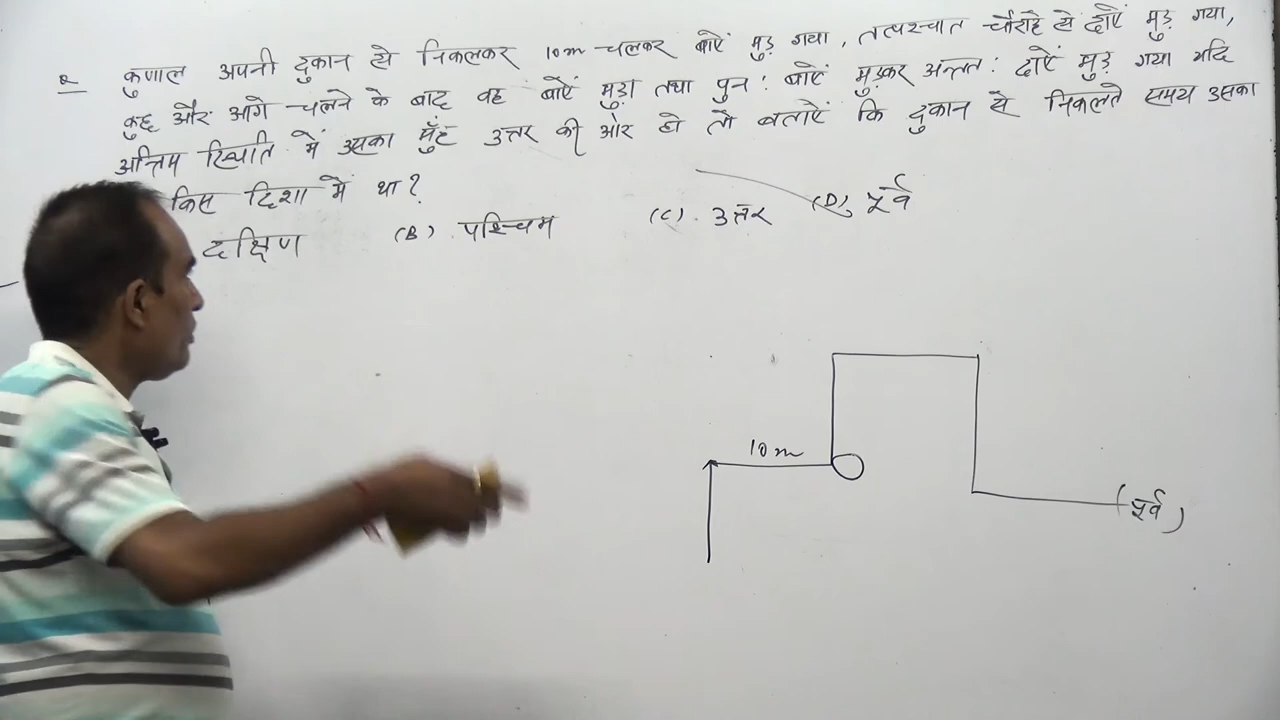 Q कुणाल अपनी दुकान से निकलकर 10m चलकर बाएँ मुड़ गया, तत्पश्चात चौराहे से दाएँ मुड़ गया,
कुछ और आगे चलने के बाद वह बाएँ मुड़ा तथा पुन: बाएँ मुड़कर अन्तत: दाएँ मुड़ गया यदि
अन्तिम स्थिति में उसका मुँह उत्तर की ओर हो तो बताएँ कि दुकान से निकलते समय उसका
किस दिशा में था?
दक्षिण (B) पश्चिम (C). उत्तर (D) पूर्व
10m
(पूर्व)